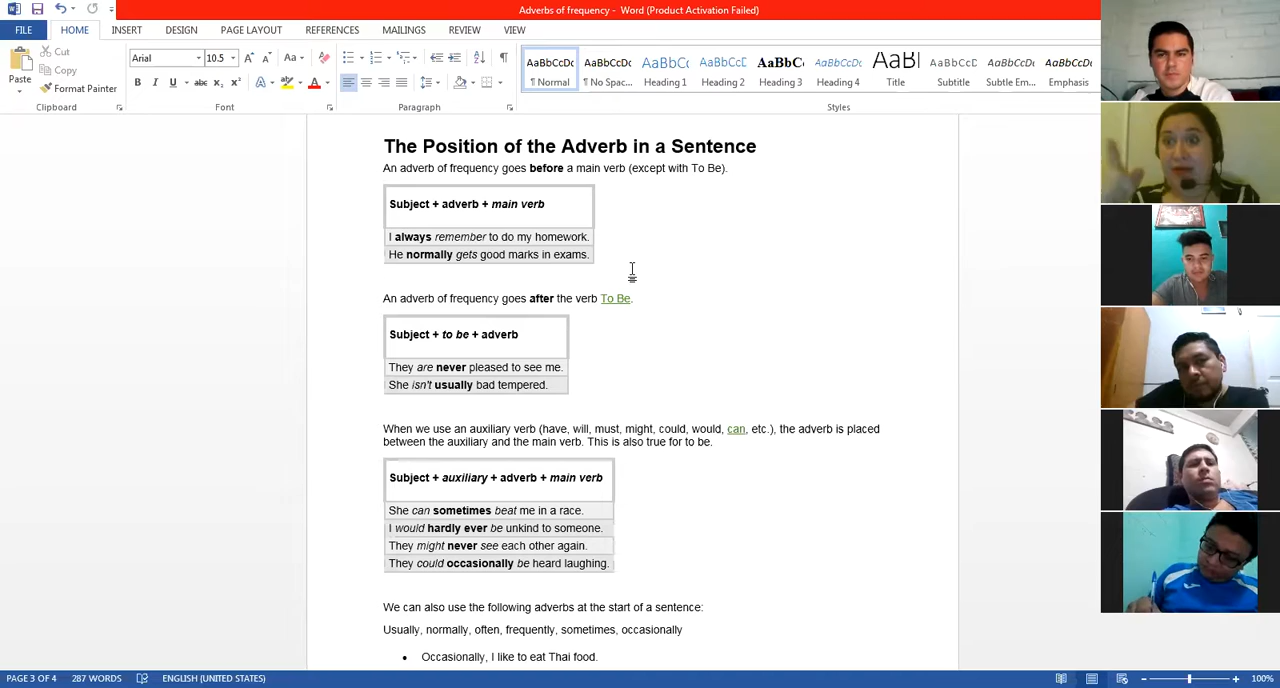 Adverbs of frequency - Word (Product Activation Failed)
FILE HOME INSERT DESIGN PAGE LAYOUT REFERENCES MAILINGS REVIEW VIEW
Paste
Cut
Copy
Format Painter
Clipboard
Arial 10.5
Font
Paragraph
AaBbCcDc AaBbCcDc AaBbCc AaBbCcD AaBbC AaBbCcDc AaBl AaBbCcDc AaBbCcDc AaBbCcDc
¶ Normal ¶ No Spac... Heading 1 Heading 2 Heading 3 Heading 4 Title Subtitle Subtle Em... Emphasis
Styles
The Position of the Adverb in a Sentence
An adverb of frequency goes before a main verb (except with To Be).
Subject + adverb + main verb
I always remember to do my homework.
He normally gets good marks in exams.
An adverb of frequency goes after the verb To Be.
Subject + to be + adverb
They are never pleased to see me.
She isn't usually bad tempered.
When we use an auxiliary verb (have, will, must, might, could, would, can, etc.), the adverb is placed
between the auxiliary and the main verb. This is also true for to be.
Subject + auxiliary + adverb + main verb
She can sometimes beat me in a race.
I would hardly ever be unkind to someone.
They might never see each other again.
They could occasionally be heard laughing.
We can also use the following adverbs at the start of a sentence:
Usually, normally, often, frequently, sometimes, occasionally
• Occasionally, I like to eat Thai food.
PAGE 3 OF 4 287 WORDS ENGLISH (UNITED STATES) 100%